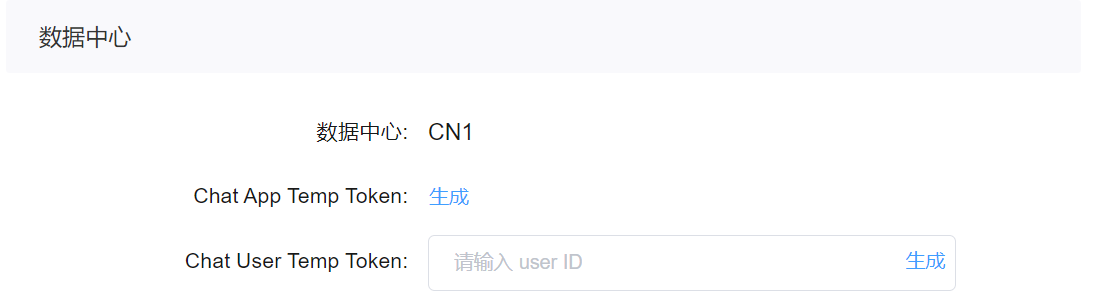 数据中心
数据中心: CN1
Chat App Temp Token: 生成
Chat User Temp Token: 请输入 user ID 生成